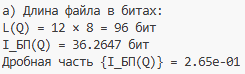 а) Длина файла в битах:
L(Q) = 12 × 8 = 96 бит
I_БП(Q) = 36.2647 бит
Дробная часть {I_БП(Q)} = 2.65e-01